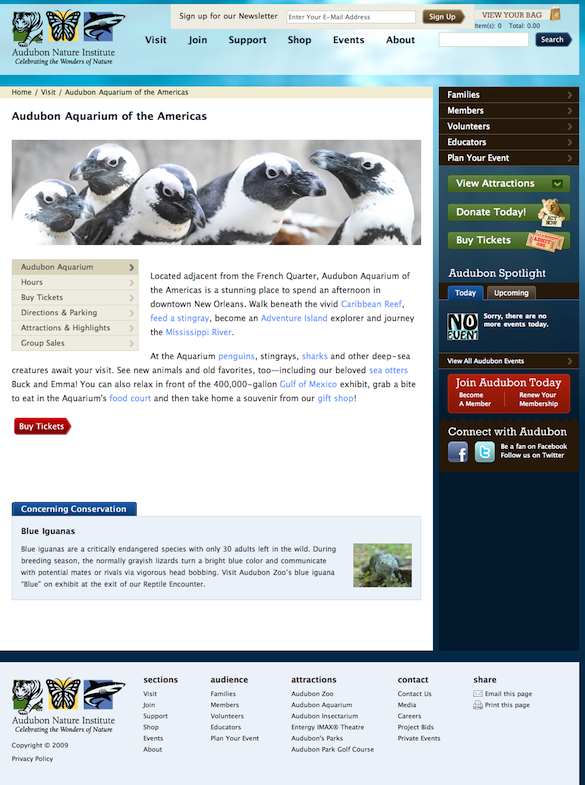 Sign up for our Newsletter
Enter Your E-Mail Address
Sign Up
VIEW YOUR BAG
Item(s): 0 Total: 0.00
Audubon Nature Institute
Celebrating the Wonders of Nature
Visit Join Support Shop Events About
Search
Home / Visit / Audubon Aquarium of the Americas
Audubon Aquarium of the Americas
Audubon Aquarium
Hours
Buy Tickets
Directions & Parking
Attractions & Highlights
Group Sales
Located adjacent from the French Quarter, Audubon Aquarium of
the Americas is a stunning place to spend an afternoon in
downtown New Orleans. Walk beneath the vivid Caribbean Reef,
feed a stingray, become an Adventure Island explorer and journey
the Mississippi River.
At the Aquarium penguins, stingrays, sharks and other deep-sea
creatures await your visit. See new animals and old favorites, too—including our beloved sea otters
Buck and Emma! You can also relax in front of the 400,000-gallon Gulf of Mexico exhibit, grab a bite
to eat in the Aquarium's food court and then take home a souvenir from our gift shop!
Buy Tickets
Concerning Conservation
Blue Iguanas
Blue iguanas are a critically endangered species with only 30 adults left in the wild. During
breeding season, the normally grayish lizards turn a bright blue color and communicate
with potential mates or rivals via vigorous head bobbing. Visit Audubon Zoo's blue iguana
"Blue" on exhibit at the exit of our Reptile Encounter.
Families
Members
Volunteers
Educators
Plan Your Event
View Attractions
Donate Today!
ACT
NOW
Buy Tickets
ADMIT
ONE
Audubon Spotlight
Today Upcoming
NO
EVENT
Sorry, there are no
more events today.
View All Audubon Events
Join Audubon Today
Become
A Member
Renew Your
Membership
Connect with Audubon
Be a fan on Facebook
Follow us on Twitter
Audubon Nature Institute
Celebrating the Wonders of Nature
Copyright © 2009
Privacy Policy
sections
Visit
Join
Support
Shop
Events
About
audience
Families
Members
Volunteers
Educators
Plan Your Event
attractions
Audubon Zoo
Audubon Aquarium
Audubon Insectarium
Entergy IMAX® Theatre
Audubon's Parks
Audubon Park Golf Course
contact
Contact Us
Media
Careers
Project Bids
Private Events
share
Email this page
Print this page